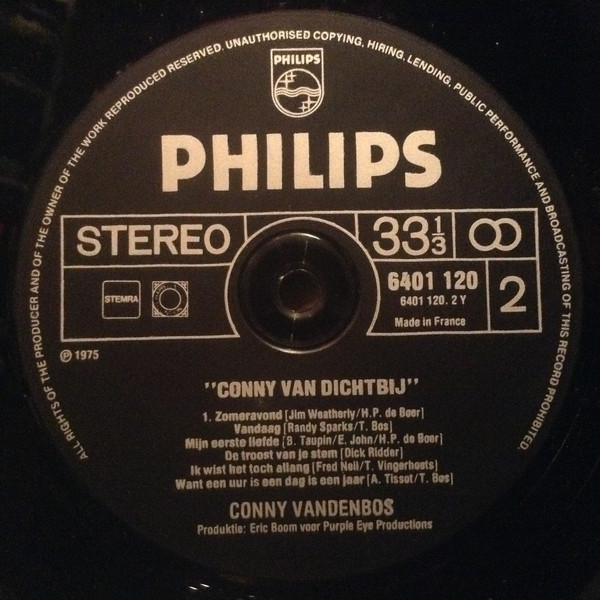 ALL RIGHTS OF THE PRODUCER AND OF THE OWNER OF THE WORK REPRODUCED RESERVED. UNAUTHORISED COPYING, HIRING, LENDING, PUBLIC PERFORMANCE AND BROADCASTING OF THIS RECORD PROHIBITED.
PHILIPS
PHILIPS
STEREO
33 1/3
6401 120
6401 120. 2 Y
2
STEMRA
Made in France
℗ 1975
"CONNY VAN DICHTBIJ"
1. Zomeravond [Jim Weatherly/H.P. de Boer]
Vandaag [Randy Sparks/T. Bos]
Mijn eerste liefde [B. Taupin/E. John/H.P. de Boer]
De troost van je stem [Dick Ridder]
Ik wist het toch allang [Fred Neil/T. Vingerhoets]
Want een uur is een dag is een jaar [A. Tissot/T. Bos]
CONNY VANDENBOS
Produktie: Eric Boom voor Purple Eye Productions